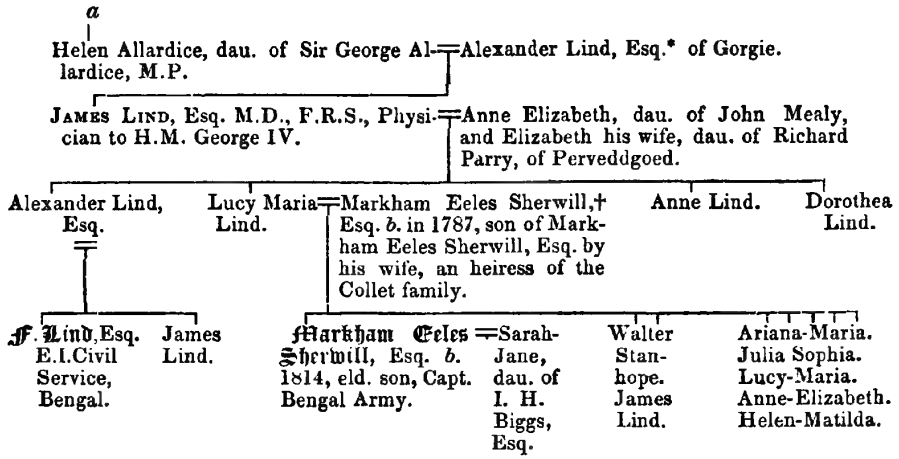 a
Helen Allardice, dau. of Sir George Al-
lardice, M.P.
Alexander Lind, Esq.* of Gorgie.
James Lind, Esq. M.D., F.R.S., Physi-
cian to H.M. George IV.
Anne Elizabeth, dau. of John Mealy,
and Elizabeth his wife, dau. of Richard
Parry, of Perveddgoed.
Alexander Lind,
Esq.
Lucy Maria
Lind.
Markham Eeles Sherwill,†
Esq. b. in 1787, son of Mark-
ham Eeles Sherwill, Esq. by
his wife, an heiress of the
Collet family.
Anne Lind.
Dorothea
Lind.
F. Lind, Esq.
E.I. Civil
Service,
Bengal.
James
Lind.
Markham Eeles
Sherwill, Esq. b.
1814, eld. son, Capt.
Bengal Army.
Sarah-
Jane,
dau. of
I. H.
Biggs,
Esq.
Walter
Stan-
hope.
James
Lind.
Ariana-Maria.
Julia Sophia.
Lucy-Maria.
Anne-Elizabeth.
Helen-Matilda.